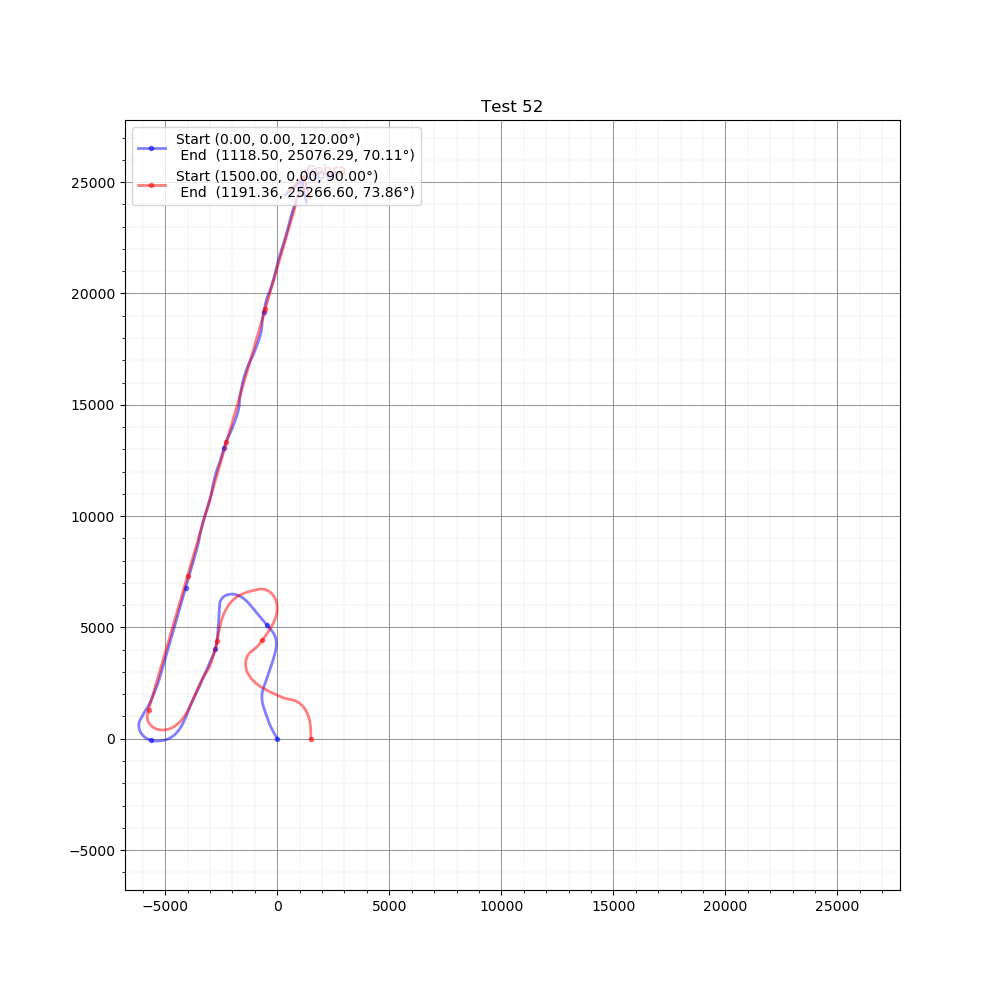 Test 52
Start (0.00, 0.00, 120.00°)
End (1118.50, 25076.29, 70.11°)
Start (1500.00, 0.00, 90.00°)
End (1191.36, 25266.60, 73.86°)
Cobra
25000
20000
15000
10000
5000
0
−5000
−5000 0 5000 10000 15000 20000 25000